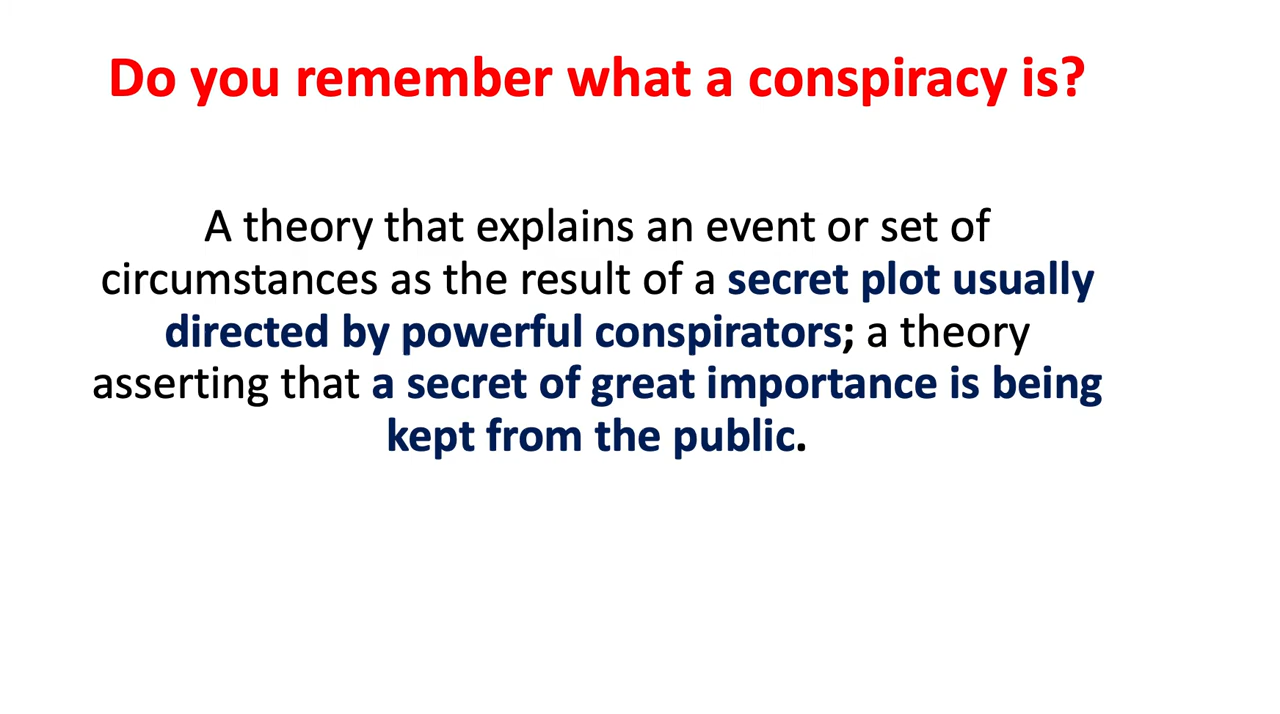 Do you remember what a conspiracy is?
A theory that explains an event or set of
circumstances as the result of a secret plot usually
directed by powerful conspirators; a theory
asserting that a secret of great importance is being
kept from the public.